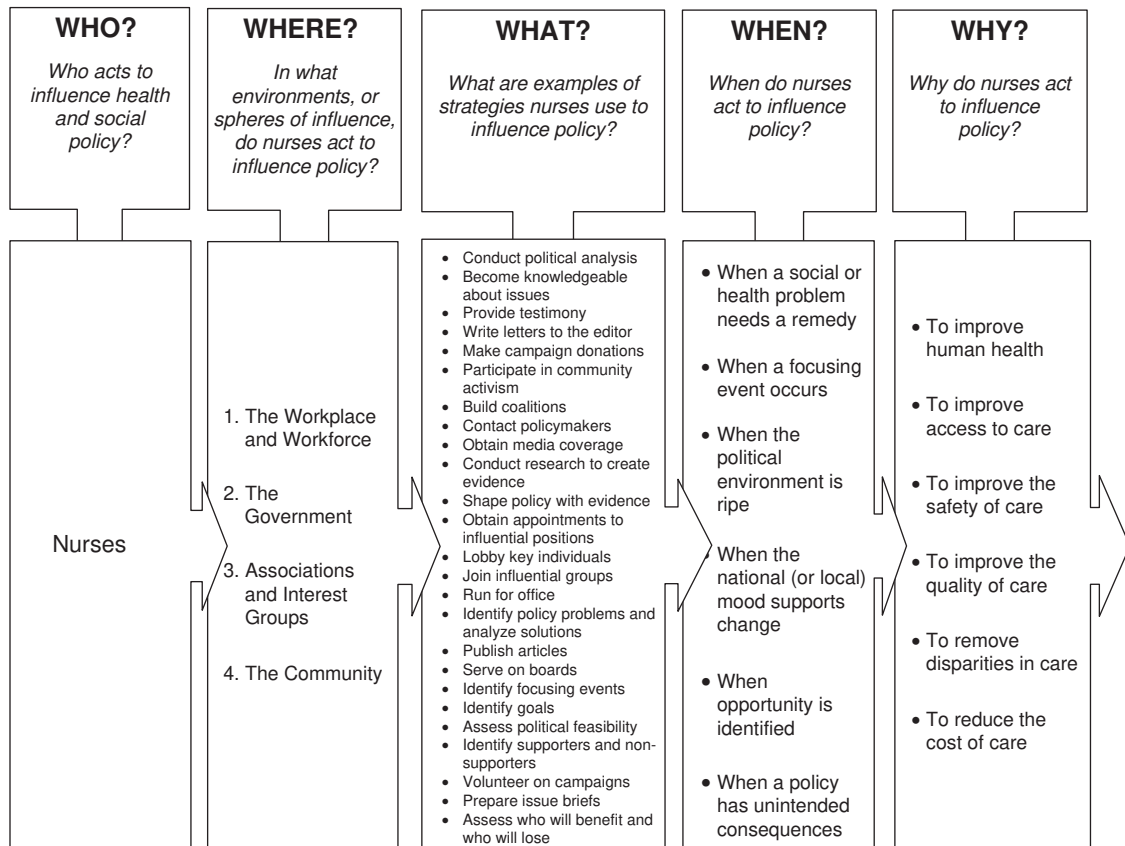 WHO?
Who acts to
influence health
and social
policy?
Nurses
WHERE?
In what
environments, or
spheres of influence,
do nurses act to
influence policy?
1. The Workplace
and Workforce
2. The
Government
3. Associations
and Interest
Groups
4. The Community
WHAT?
What are examples of
strategies nurses use to
influence policy?
• Conduct political analysis
• Become knowledgeable
about issues
• Provide testimony
• Write letters to the editor
• Make campaign donations
• Participate in community
activism
• Build coalitions
• Contact policymakers
• Obtain media coverage
• Conduct research to create
evidence
• Shape policy with evidence
• Obtain appointments to
influential positions
• Lobby key individuals
• Join influential groups
• Run for office
• Identify policy problems and
analyze solutions
• Publish articles
• Serve on boards
• Identify focusing events
• Identify goals
• Assess political feasibility
• Identify supporters and non-
supporters
• Volunteer on campaigns
• Prepare issue briefs
• Assess who will benefit and
who will lose
WHEN?
When do nurses
act to influence
policy?
• When a social or
health problem
needs a remedy
• When a focusing
event occurs
• When the
political
environment is
ripe
• When the
national (or local)
mood supports
change
• When
opportunity is
identified
• When a policy
has unintended
consequences
WHY?
Why do nurses act
to influence
policy?
• To improve
human health
• To improve
access to care
• To improve the
safety of care
• To improve the
quality of care
• To remove
disparities in care
• To reduce the
cost of care